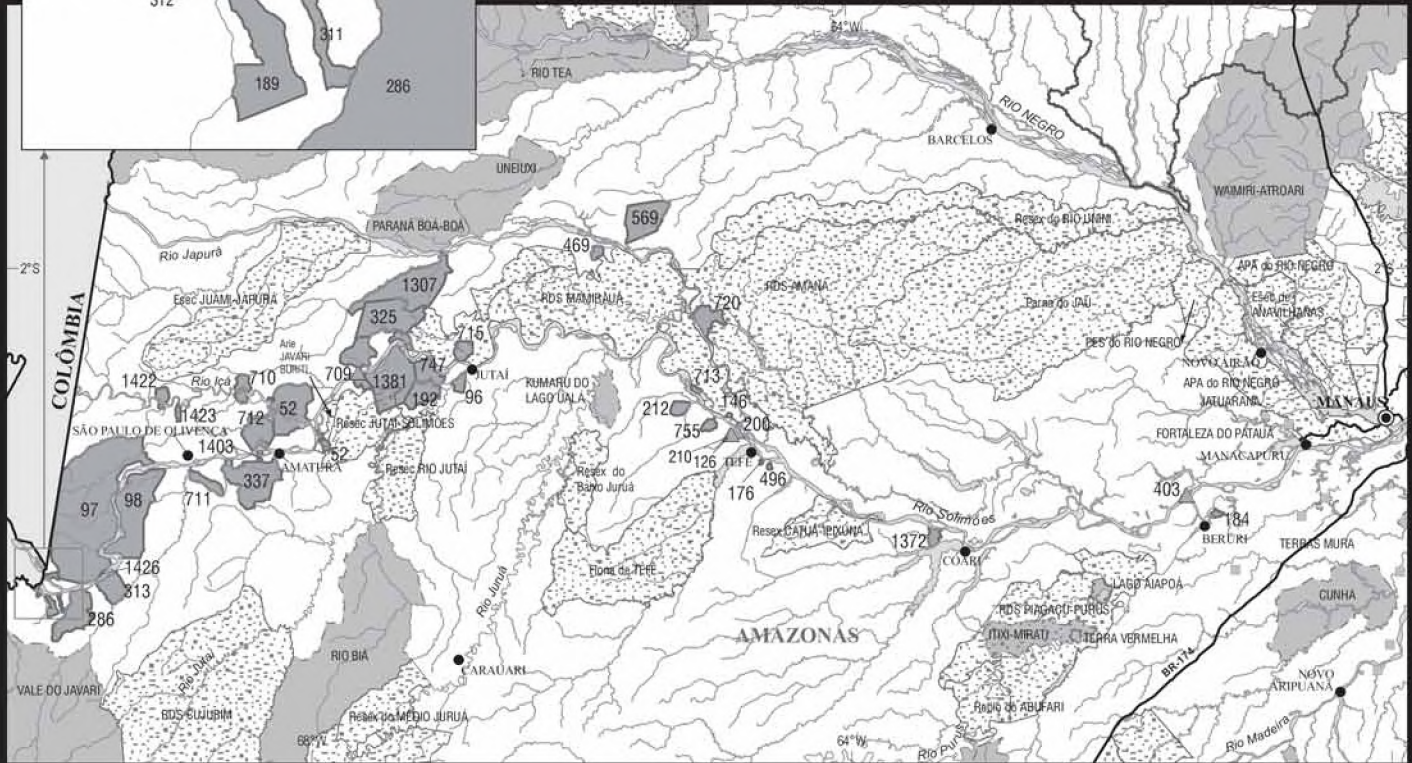 312
311
189
286
64°W
RIO TEA
RIO NEGRO
BARCELOS
UNEIUXI
WAIMIRI-ATROARI
PARANÁ BOÁ-BOÁ
569
Resex do RIO UNINI
469
Rio Japurá
2°S
APA do RIO NEGRO
2°S
1307
RDS MAMIRAUÁ
RDS AMANÃ
Esec JUAMI-JAPURÁ
325
720
Parna do JAÚ
Esec de
ANAVILHANAS
COLÔMBIA
Arie
JAVARI
BURITI
715
PES do RIO NEGRO
709
747
JUTAÍ
NOVO AIRÃO
1422
Rio Içá
710
1381
KUMARU DO
LAGO UALÁ
713
APA do RIO NEGRO
192
96
1423
712
52
212
146
JATUARANA
MANAUS
SÃO PAULO DE OLIVENÇA
Resec JUTAÍ-SOLIMÕES
755
200
FORTALEZA DO PATAUÁ
1403
52
210
126
TEFÉ
MANACAPURU
AMATURÁ
Resec RIO JUTAÍ
Resex do
Baixo Juruá
711
337
176
496
97
98
403
Rio Solimões
184
Resex CATUÁ-IPIXUNA
1372
BERURI
COARI
TERRAS MURA
1426
Flona de TEFÉ
313
LAGO AIAPOÁ
286
Rio Juruá
RDS PIAGAÇU-PURUS
CUNHÃ
AMAZONAS
ITIXI-MIRATU
TERRA VERMELHA
RIO BIÁ
CARAUARI
BR-174
Rio Jutaí
VALE DO JAVARI
NOVO
ARIPUANÃ
RDS CUJUBIM
Resex do MÉDIO JURUÁ
Rebio do ABUFARI
68°W
64°W
Rio Purus
Rio Madeira